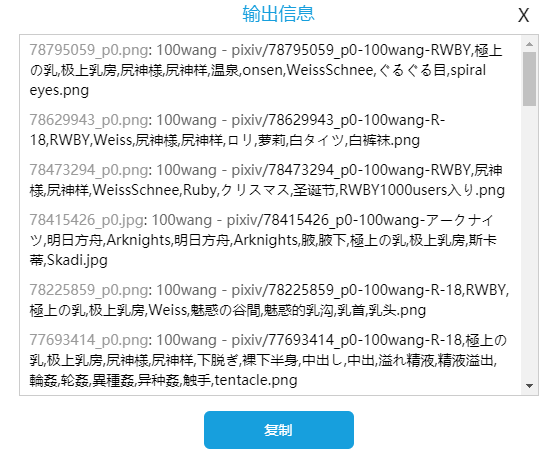 输出信息
X
78795059_p0.png: 100wang - pixiv/78795059_p0-100wang-RWBY,極上
の乳,极上乳房,尻神様,尻神样,温泉,onsen,WeissSchnee,ぐるぐる目,spiral
eyes.png
78629943_p0.png: 100wang - pixiv/78629943_p0-100wang-R-
18,RWBY,Weiss,尻神様,尻神样,ロリ,萝莉,白タイツ,白裤袜.png
78473294_p0.png: 100wang - pixiv/78473294_p0-100wang-RWBY,尻神
様,尻神样,WeissSchnee,Ruby,クリスマス,圣诞节,RWBY1000users入り.png
78415426_p0.jpg: 100wang - pixiv/78415426_p0-100wang-アークナイ
ツ,明日方舟,Arknights,明日方舟,Arknights,腋,腋下,極上の乳,极上乳房,斯卡
蒂,Skadi.jpg
78225859_p0.png: 100wang - pixiv/78225859_p0-100wang-R-18,RWBY,
極上の乳,极上乳房,Weiss,魅惑の谷間,魅惑的乳沟,乳首,乳头.png
77693414_p0.png: 100wang - pixiv/77693414_p0-100wang-R-18,極上の
乳,极上乳房,尻神様,尻神样,下脱ぎ,裸下半身,中出し,中出,溢れ精液,精液溢出,
輪姦,轮姦,異種姦,异种姦,触手,tentacle.png
复制